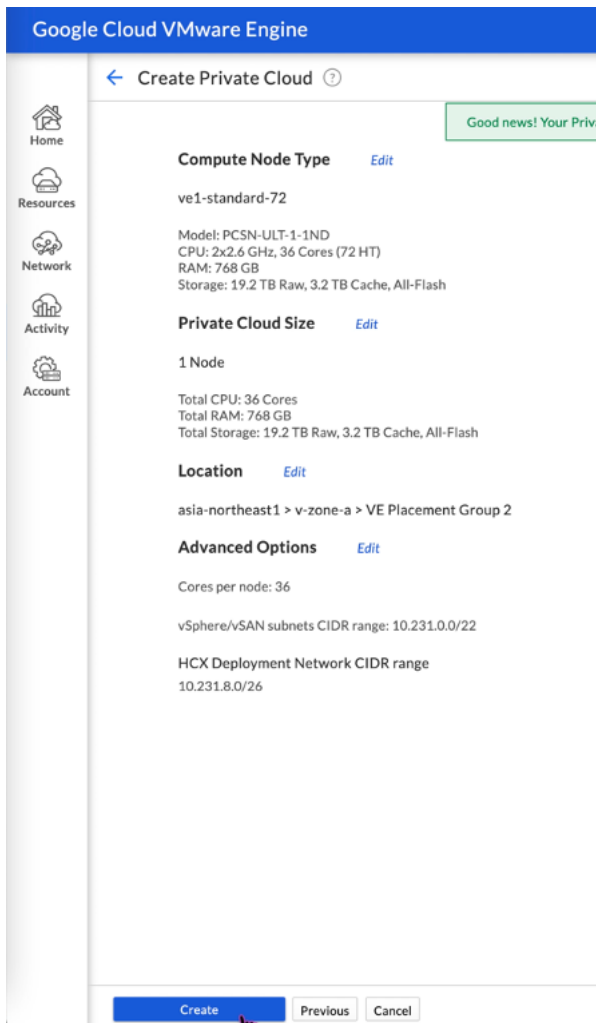 Google Cloud VMware Engine
← Create Private Cloud ?
Good news! Your
Home
Resources
Network
Activity
Account
Compute Node Type Edit
ve1-standard-72
Model: PCSN-ULT-1-1ND
CPU: 2x2.6 GHz, 36 Cores (72 HT)
RAM: 768 GB
Storage: 19.2 TB Raw, 3.2 TB Cache, All-Flash
Private Cloud Size Edit
1 Node
Total CPU: 36 Cores
Total RAM: 768 GB
Total Storage: 19.2 TB Raw, 3.2 TB Cache, All-Flash
Location Edit
asia-northeast1 > v-zone-a > VE Placement Group 2
Advanced Options Edit
Cores per node: 36
vSphere/vSAN subnets CIDR range: 10.231.0.0/22
HCX Deployment Network CIDR range
10.231.8.0/26
Create Previous Cancel